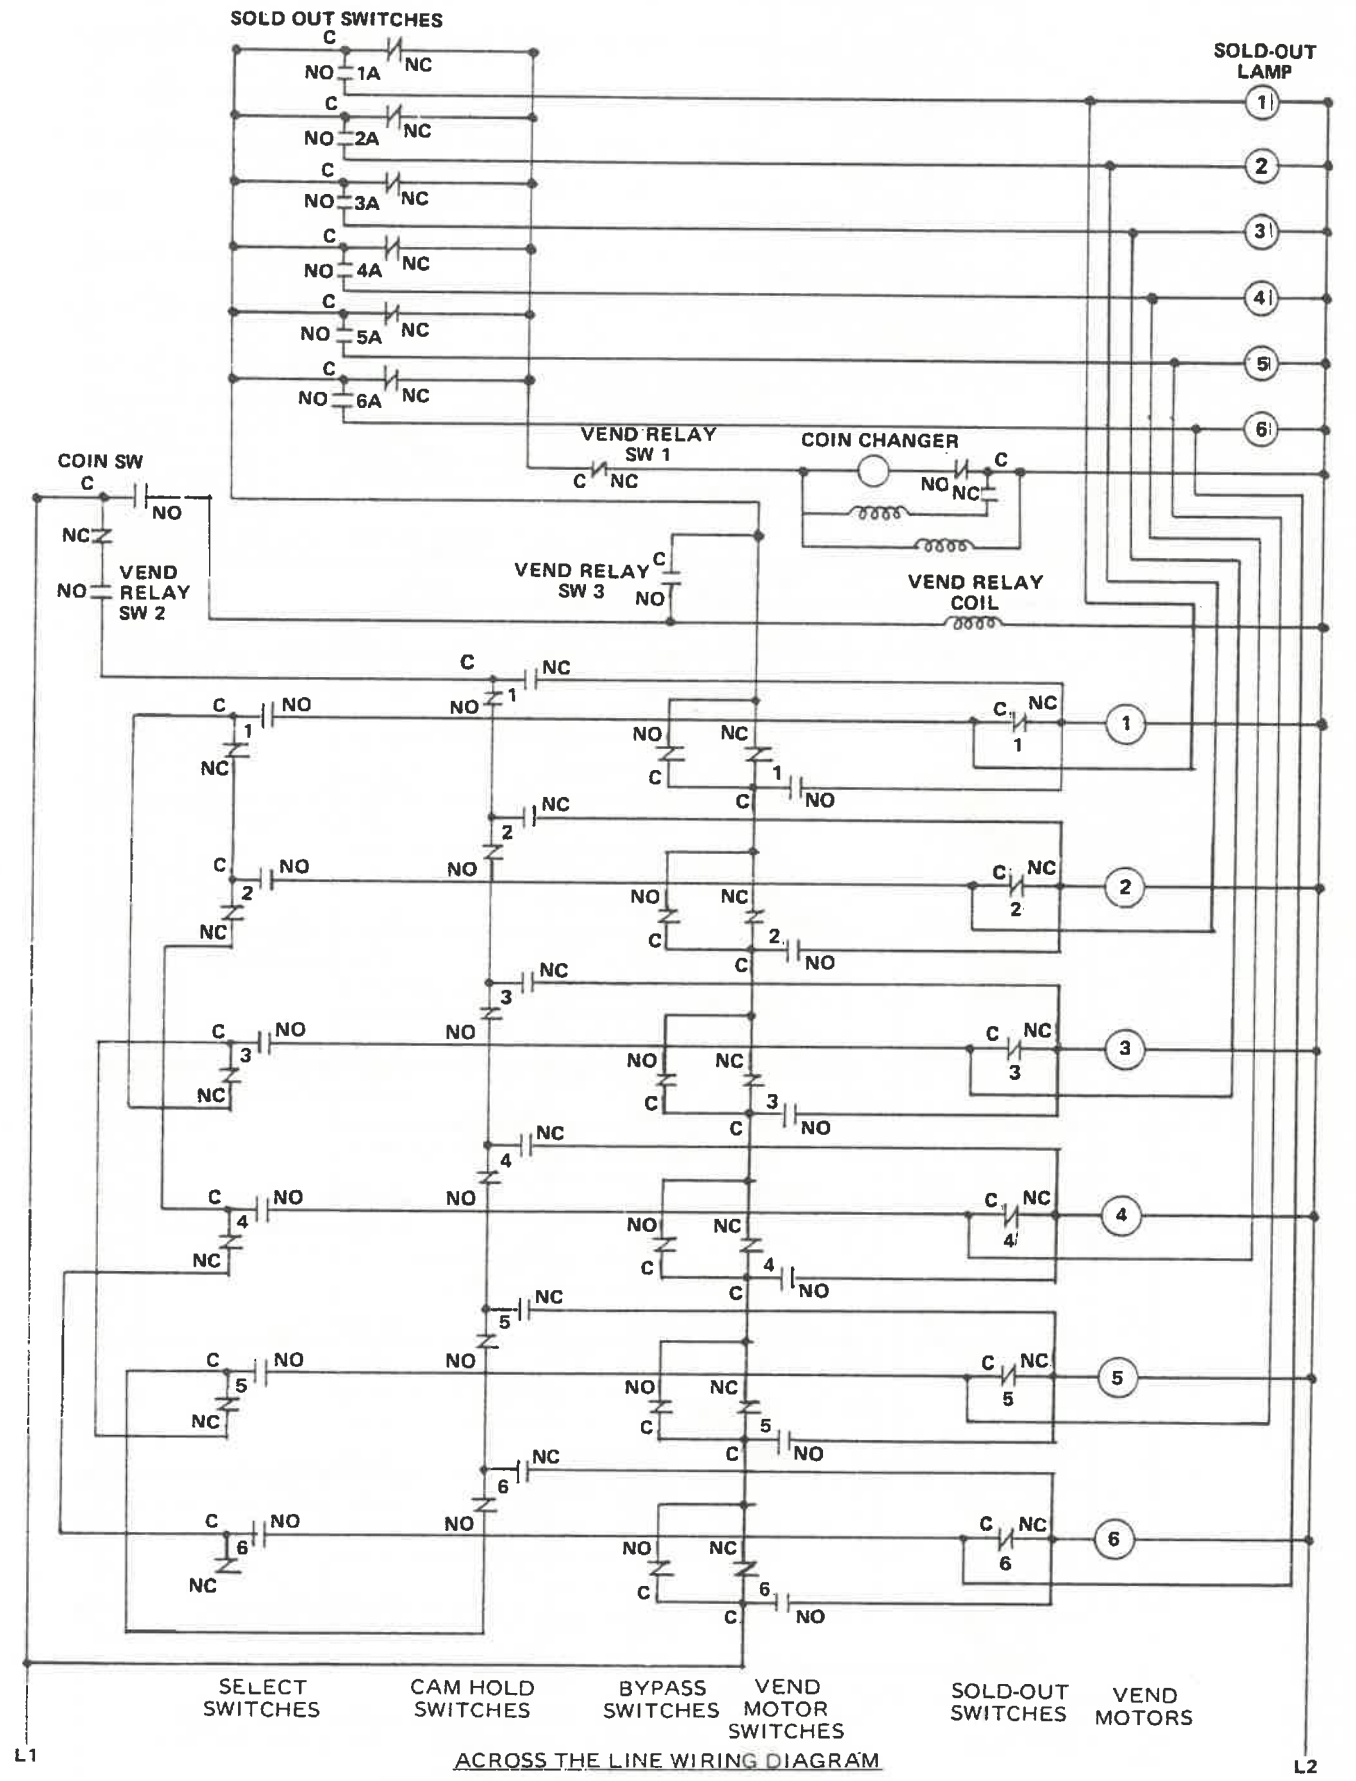 SOLD OUT SWITCHES
C
NC
NO 1A
SOLD-OUT
LAMP
1
C
NC
NO 2A
2
C
NC
NO 3A
3
C
NC
NO 4A
4
C
NC
NO 5A
5
C
NC
NO 6A
6
VEND RELAY
SW 1
C NC
COIN CHANGER
C
NO
NC
COIN SW
C
NO
NC
NO
VEND
RELAY
SW 2
VEND RELAY
SW 3
C
NO
VEND RELAY
COIL
C NC
NO 1
C NO
1
NC
NO NC
C C
1 NO
C NC
1
1
NC
2
NO
C NO
2
NC
NO NC
C C
2 NO
C NC
2
2
NC
3
NO
C NO
3
NC
NO NC
C C
3 NO
C NC
3
3
NC
4
NO
C NO
4
NC
NO NC
C C
4 NO
C NC
4
4
NC
5
NO
C NO
5
NC
NO NC
C C
5 NO
C NC
5
5
NC
6
NO
C NO
6
NC
NO NC
C C
6 NO
C NC
6
6
SELECT
SWITCHES
CAM HOLD
SWITCHES
BYPASS
SWITCHES
VEND
MOTOR
SWITCHES
SOLD-OUT
SWITCHES
VEND
MOTORS
L1
L2
ACROSS THE LINE WIRING DIAGRAM